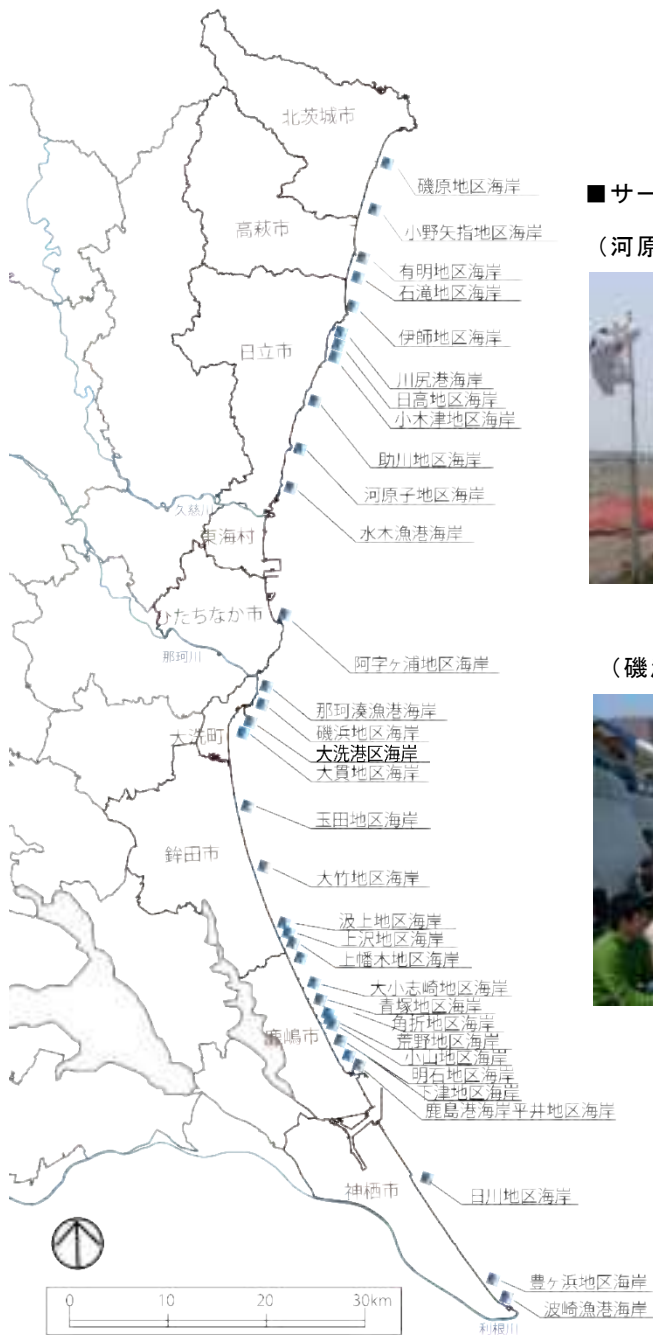 北茨城市
磯原地区海岸
■サー
小野矢指地区海岸
高萩市
（河原
有明地区海岸
石滝地区海岸
伊師地区海岸
日立市
川尻港海岸
日高地区海岸
小木津地区海岸
助川地区海岸
河原子地区海岸
久慈川
水木漁港海岸
東海村
ひたちなか市
那珂川
阿字ヶ浦地区海岸
（磯
那珂湊漁港海岸
磯浜地区海岸
大洗町
大洗港区海岸
大貫地区海岸
玉田地区海岸
鉾田市
大竹地区海岸
汲上地区海岸
上沢地区海岸
上幡木地区海岸
大小志崎地区海岸
青塚地区海岸
角折地区海岸
鹿嶋市
荒野地区海岸
小山地区海岸
明石地区海岸
下津地区海岸
鹿島港海岸平井地区海岸
神栖市
日川地区海岸
豊ヶ浜地区海岸
0 10 20 30km
波崎漁港海岸
利根川